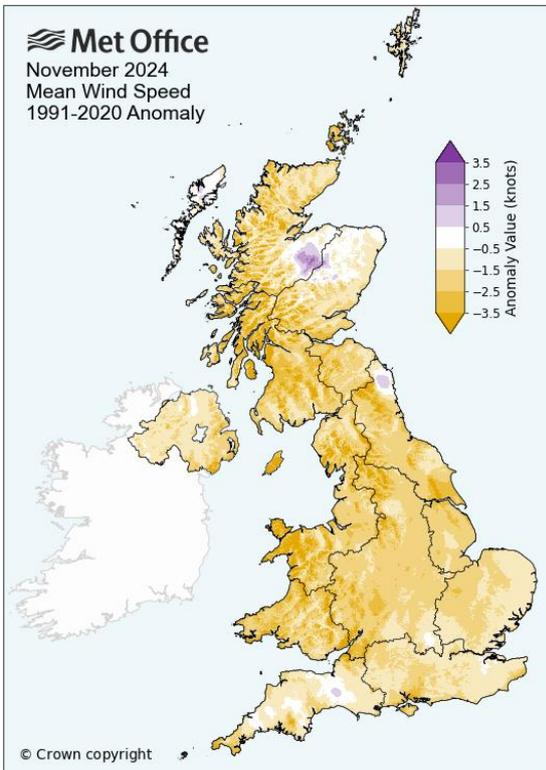 Met Office
November 2024
Mean Wind Speed
1991-2020 Anomaly
3.5
2.5
1.5
0.5
−0.5
−1.5
−2.5
−3.5
Anomaly Value (knots)
© Crown copyright